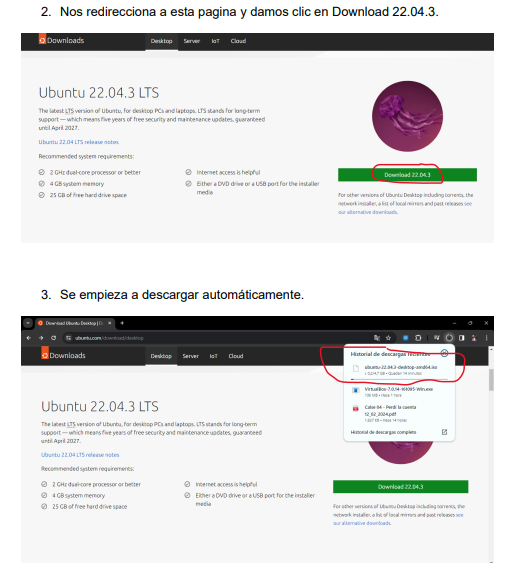 2. Nos redirecciona a esta pagina y damos clic en Download 22.04.3.
Downloads Desktop Server IoT Cloud
Ubuntu 22.04.3 LTS
The latest LTS version of Ubuntu, for desktop PCs and laptops. LTS stands for long-term
support — which means five years of free security and maintenance updates, guaranteed
until April 2027.
Ubuntu 22.04 LTS release notes
Recommended system requirements:
2 GHz dual-core processor or better
4 GB system memory
25 GB of free hard drive space
Internet access is helpful
Either a DVD drive or a USB port for the installer
media
Download 22.04.3
For other versions of Ubuntu Desktop including torrents, the
network installer, a list of local mirrors and past releases see
our alternative downloads.
3. Se empieza a descargar automáticamente.
Download Ubuntu Desktop
ubuntu.com/download/desktop
Downloads Desktop Server IoT Cloud
Historial de descargas recientes
ubuntu-22.04.3-desktop-amd64.iso
VirtualBox-7.0.14-161095-Win.exe
106 MB • Hace 1 hora
Calse 04 - Perdí la cuenta
12_02_2024.pdf
Historial de descargas completo
Ubuntu 22.04.3 LTS
The latest LTS version of Ubuntu, for desktop PCs and laptops. LTS stands for long-term
support — which means five years of free security and maintenance updates, guaranteed
until April 2027.
Ubuntu 22.04 LTS release notes
Recommended system requirements:
2 GHz dual-core processor or better
4 GB system memory
25 GB of free hard drive space
Internet access is helpful
Either a DVD drive or a USB port for the installer
media
Download 22.04.3
For other versions of Ubuntu Desktop including torrents, the
network installer, a list of local mirrors and past releases see
our alternative downloads.